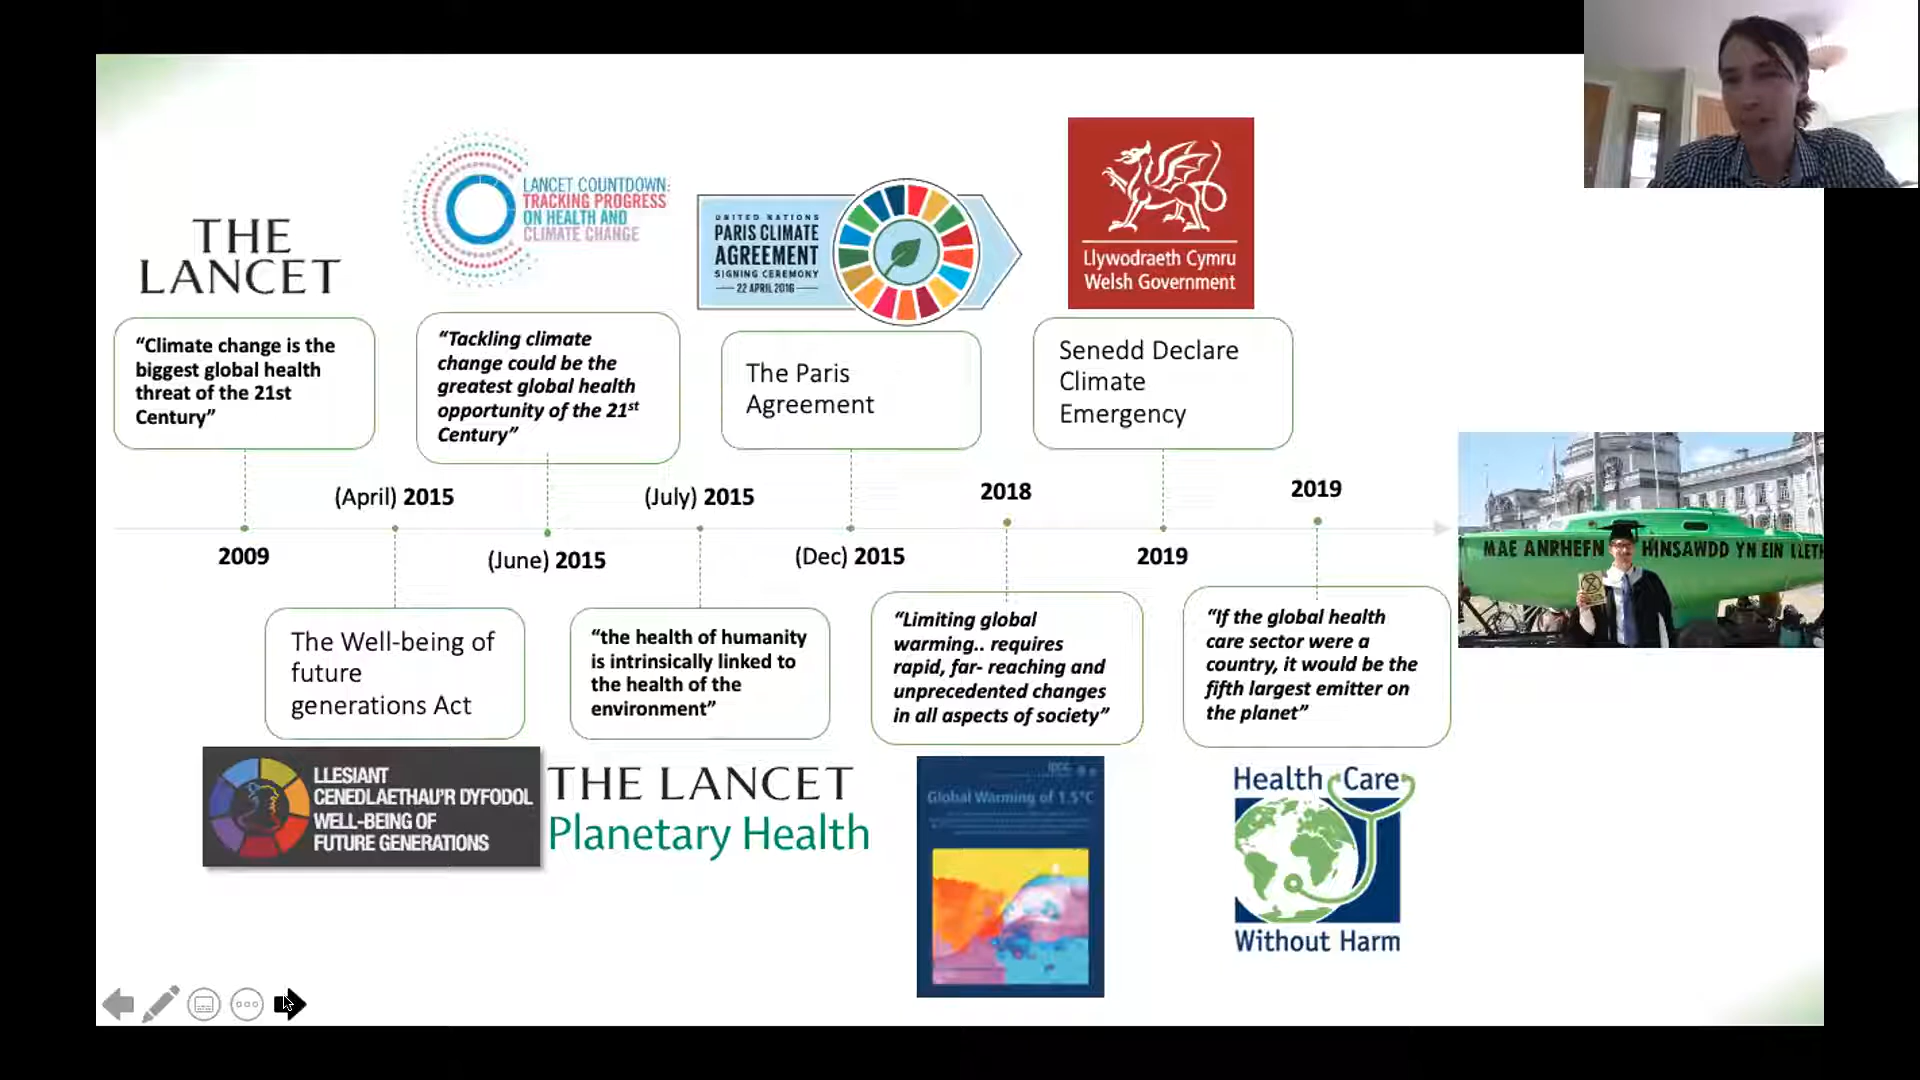 THE
LANCET
LANCET COUNTDOWN:
TRACKING PROGRESS
ON HEALTH AND
CLIMATE CHANGE
UNITED NATIONS
PARIS CLIMATE
AGREEMENT
SIGNING CEREMONY
22 APRIL 2016
Llywodraeth Cymru
Welsh Government
“Climate change is the
biggest global health
threat of the 21st
Century”
“Tackling climate
change could be the
greatest global health
opportunity of the 21st
Century”
The Paris
Agreement
Senedd Declare
Climate
Emergency
(April) 2015
(July) 2015
2018
2019
2009
(June) 2015
(Dec) 2015
2019
MAE ANRHEFN HINSAWDD YN EIN LLETH
The Well-being of
future
generations Act
“the health of humanity
is intrinsically linked to
the health of the
environment”
“Limiting global
warming.. requires
rapid, far- reaching and
unprecedented changes
in all aspects of society”
“If the global health
care sector were a
country, it would be the
fifth largest emitter on
the planet”
LLESIANT
CENEDLAETHAU'R DYFODOL
WELL-BEING OF
FUTURE GENERATIONS
THE LANCET
Planetary Health
ipcc
Global Warming of 1.5°C
Health Care
Without Harm